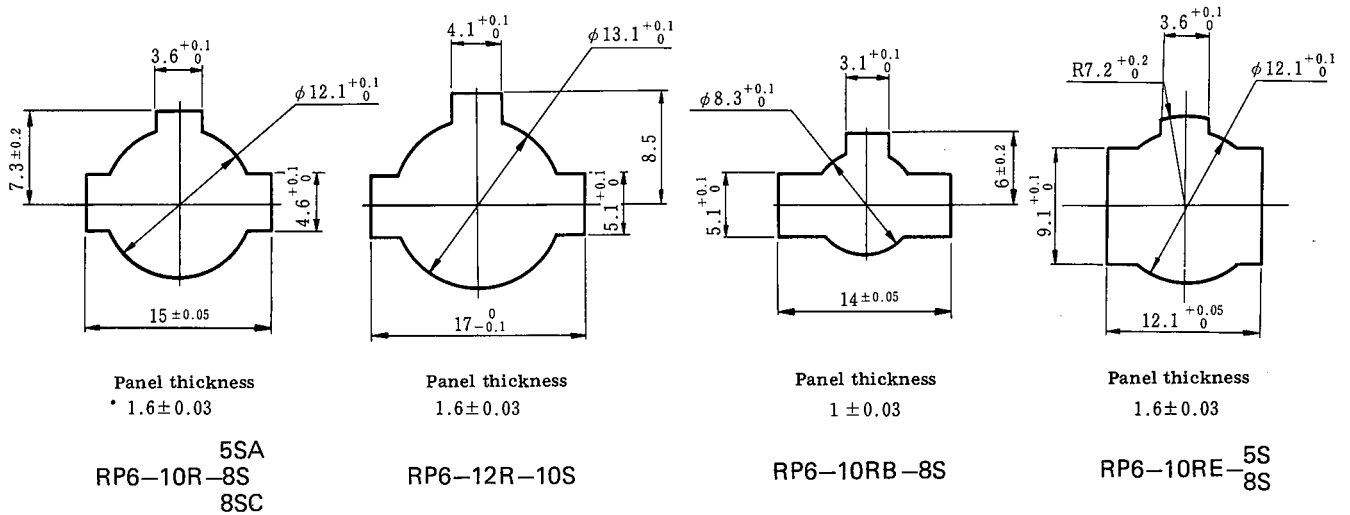 3.6 +0.1 0
φ12.1 +0.1 0
7.3±0.2
4.6 +0.1 0
15 ±0.05
Panel thickness
1.6±0.03
RP6-10R-5SA
8S
8SC
4.1 +0.1 0
φ13.1 +0.1 0
8.5
5.1 +0.1 0
17 0 -0.1
Panel thickness
1.6±0.03
RP6-12R-10S
3.1 +0.1 0
φ8.3 +0.1 0
6±0.2
5.1 +0.1 0
14±0.05
Panel thickness
1 ±0.03
RP6-10RB-8S
3.6 +0.1 0
R7.2 +0.2 0
φ12.1 +0.1 0
9.1 +0.1 0
12.1 +0.05 0
Panel thickness
1.6±0.03
RP6-10RE-5S
8S